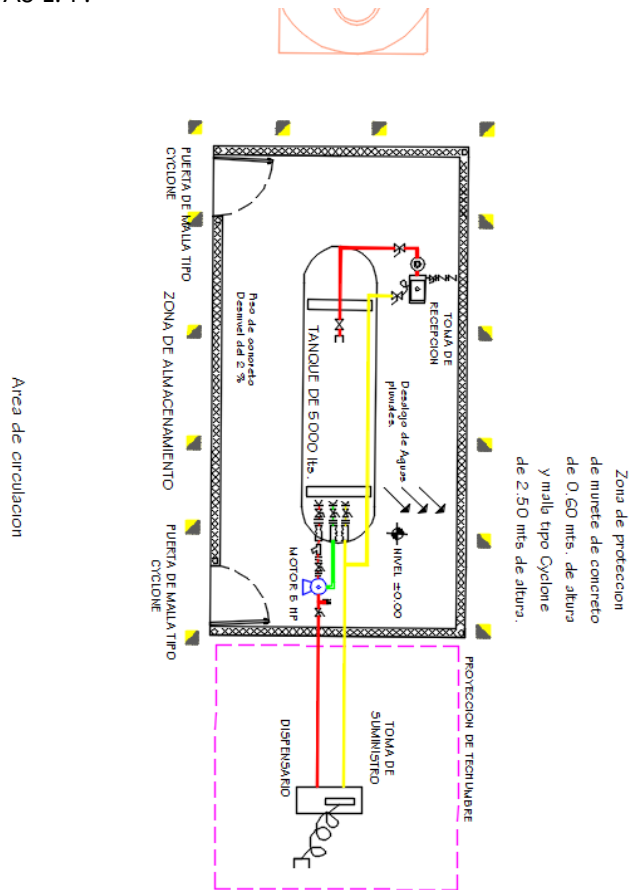 Zona de proteccion
de murete de concreto
de 0.60 mts. de altura
y malla tipo Cyclone
de 2.50 mts de altura.
PROYECCION DE TECHUMBRE
TOMA DE
RECEPCION
Desalojo de Aguas
pluviales.
NIVEL ±0.00
TOMA DE
SUMINISTRO
TANQUE DE 5000 lts.
MOTOR 5 HP
DISPENSARIO
Piso de concreto
Desnivel del 2 %
PUERTA DE MALLA TIPO
CYCLONE
ZONA DE ALMACENAMIENTO
PUERTA DE MALLA TIPO
CYCLONE
Area de circulacion